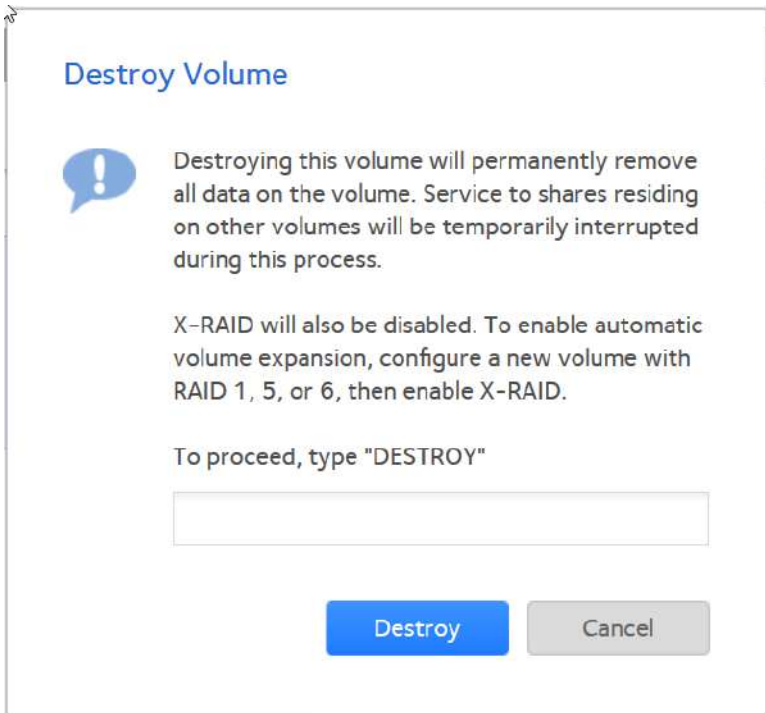 Destroy Volume
Destroying this volume will permanently remove
all data on the volume. Service to shares residing
on other volumes will be temporarily interrupted
during this process.
X-RAID will also be disabled. To enable automatic
volume expansion, configure a new volume with
RAID 1, 5, or 6, then enable X-RAID.
To proceed, type "DESTROY"
Destroy
Cancel